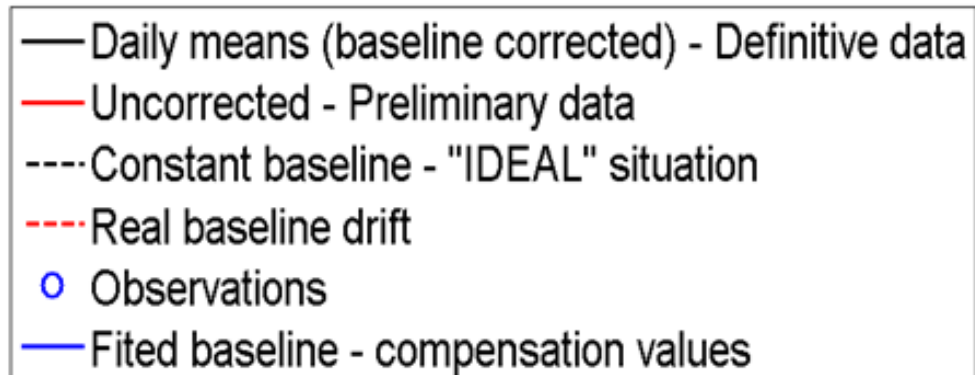 Daily means (baseline corrected) - Definitive data
Uncorrected - Preliminary data
Constant baseline - "IDEAL" situation
Real baseline drift
Observations
Fited baseline - compensation values